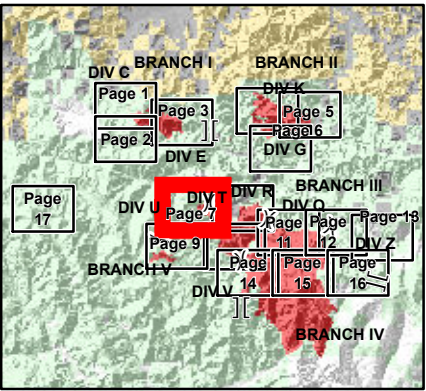 BRANCH I
BRANCH II
DIV C
DIV K
Page 1
Page 3
Page 5
Page 6
Page 2
DIV G
DIV E
BRANCH III
DIV T
DIV R
Page
17
DIV U
Page 7
Page
11
Page
12
Page 13
DIV Z
Page 9
BRANCH V
Page
14
Page
15
Page
16
DIV V
BRANCH IV